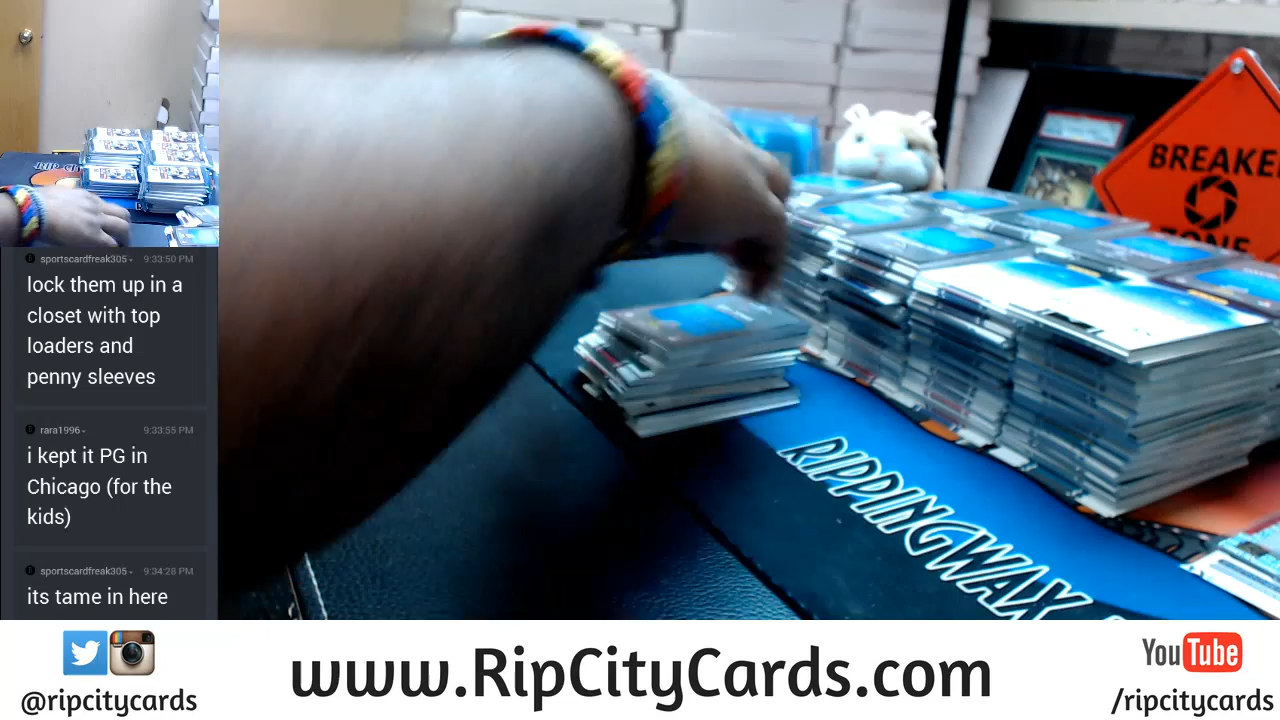 sportscardfreak305 9:33:50 PM
lock them up in a
closet with top
loaders and
penny sleeves
rara1996 9:33:55 PM
i kept it PG in
Chicago (for the
kids)
sportscardfreak305 9:34:28 PM
its tame in here
BREAKE
ZONE
RIPPINGWAX
www.RipCityCards.com
@ripcitycards
YouTube
/ripcitycards